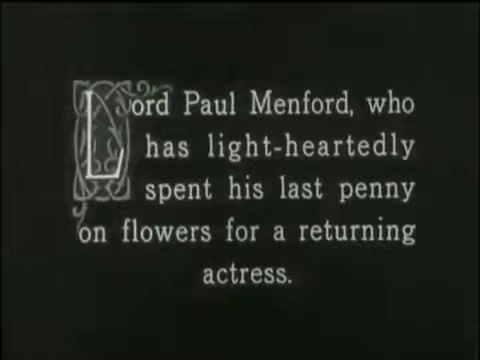 Lord Paul Menford, who
has light-heartedly
spent his last penny
on flowers for a returning
actress.